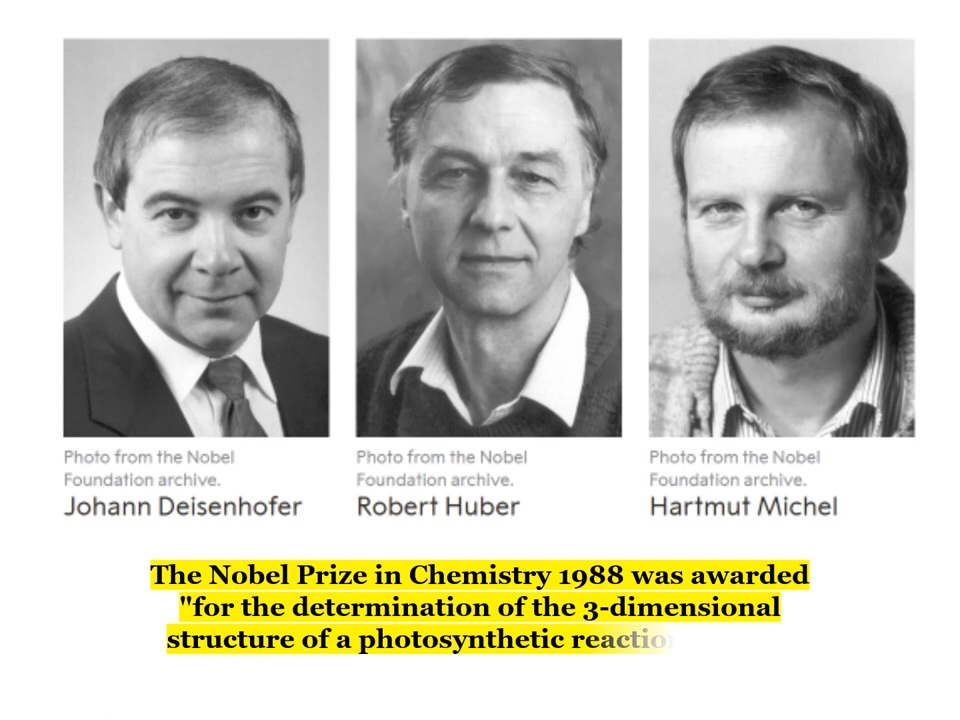 Photo from the Nobel
Foundation archive.
Johann Deisenhofer
Photo from the Nobel
Foundation archive.
Robert Huber
Photo from the Nobel
Foundation archive.
Hartmut Michel
The Nobel Prize in Chemistry 1988 was awarded
"for the determination of the 3-dimensional
structure of a photosynthetic